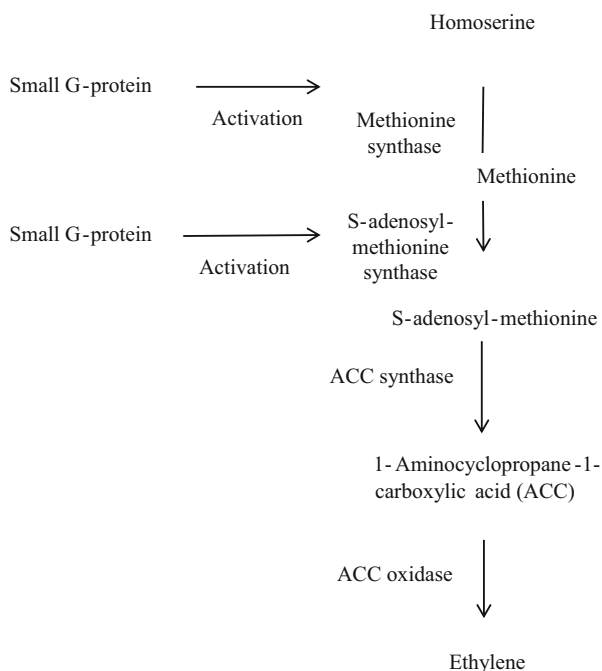 Homoserine
Small G-protein
Activation
Methionine
synthase
Methionine
Small G-protein
Activation
S-adenosyl-
methionine
synthase
S-adenosyl-methionine
ACC synthase
1-Aminocyclopropane-1-
carboxylic acid (ACC)
ACC oxidase
Ethylene